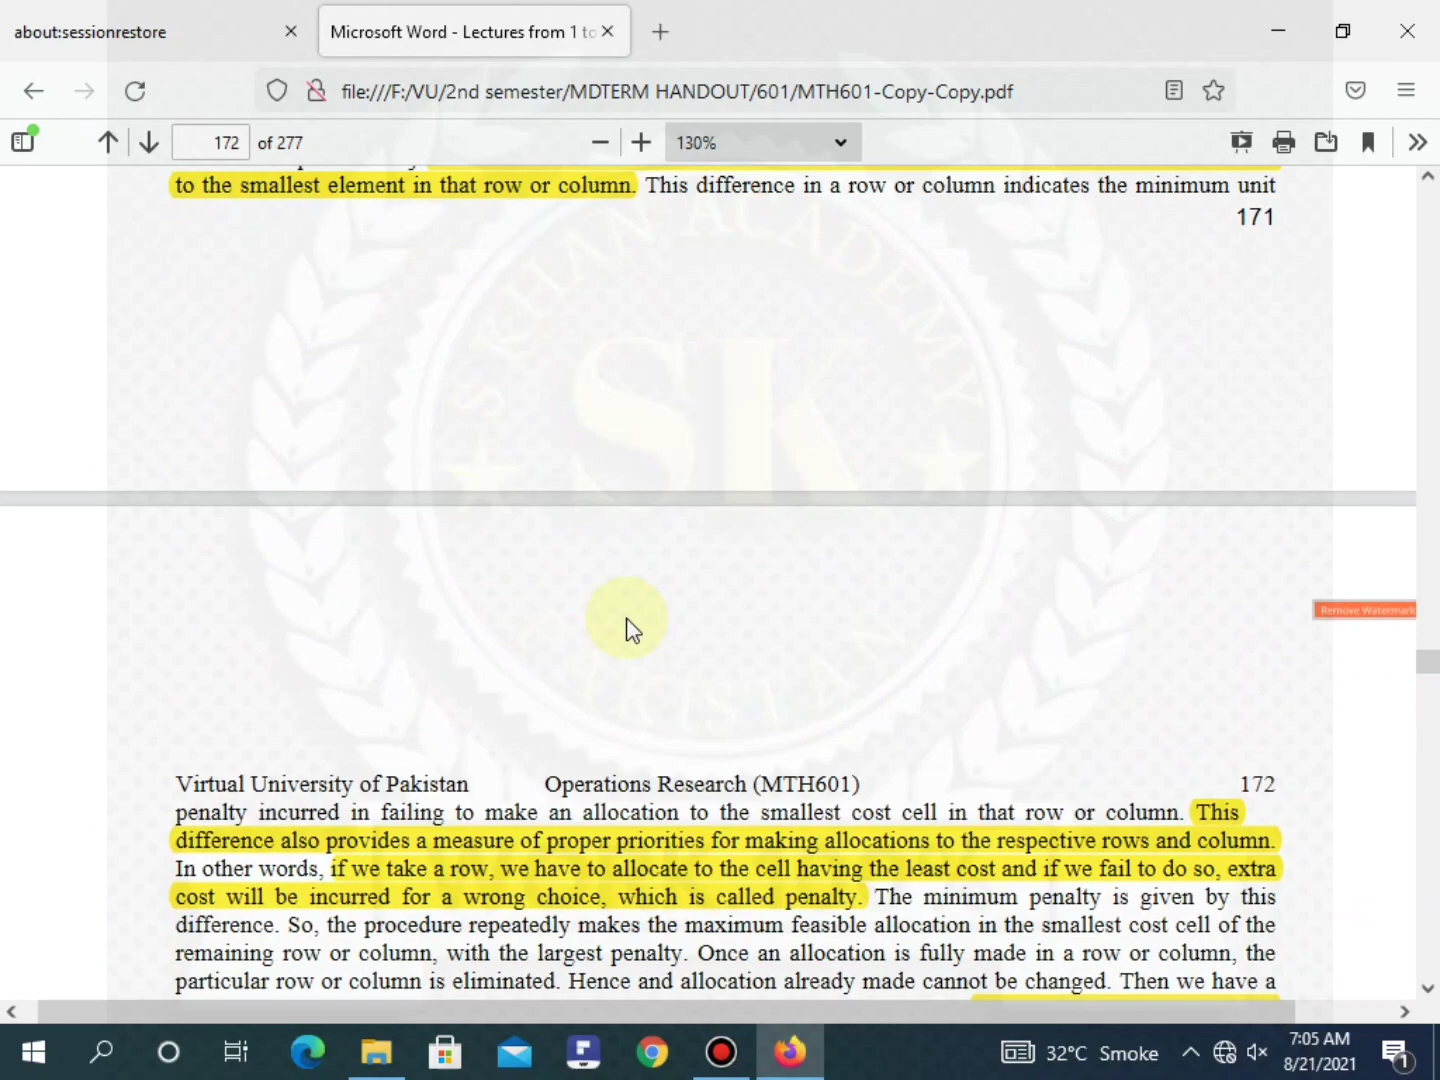 about:sessionrestore
Microsoft Word - Lectures from 1 to
file:///F:/VU/2nd semester/MDTERM HANDOUT/601/MTH601-Copy-Copy.pdf
172 of 277
130%
to the smallest element in that row or column. This difference in a row or column indicates the minimum unit
171
S KHAN ACADEMY
SK
Remove Watermark
Virtual University of Pakistan Operations Research (MTH601) 172
penalty incurred in failing to make an allocation to the smallest cost cell in that row or column. This
difference also provides a measure of proper priorities for making allocations to the respective rows and column.
In other words, if we take a row, we have to allocate to the cell having the least cost and if we fail to do so, extra
cost will be incurred for a wrong choice, which is called penalty. The minimum penalty is given by this
difference. So, the procedure repeatedly makes the maximum feasible allocation in the smallest cost cell of the
remaining row or column, with the largest penalty. Once an allocation is fully made in a row or column, the
particular row or column is eliminated. Hence and allocation already made cannot be changed. Then we have a
32°C Smoke
7:05 AM
8/21/2021
1